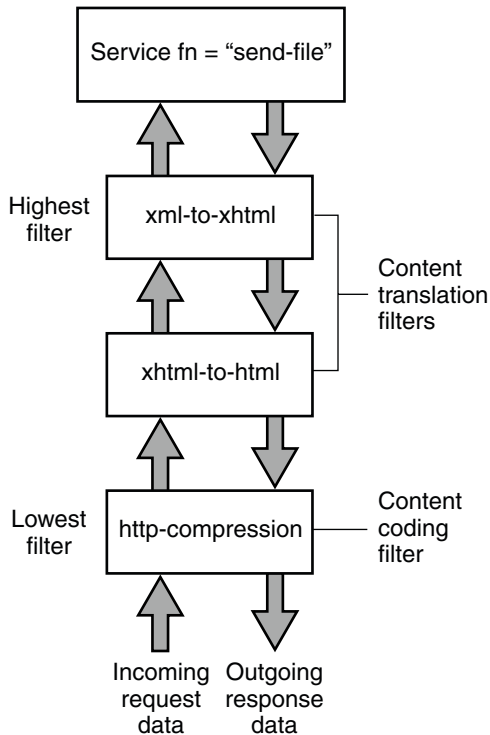 Service fn = “send-file”
Highest
filter
xml-to-xhtml
Content
translation
filters
xhtml-to-html
Lowest
filter
http-compression
Content
coding
filter
Incoming
request
data
Outgoing
response
data